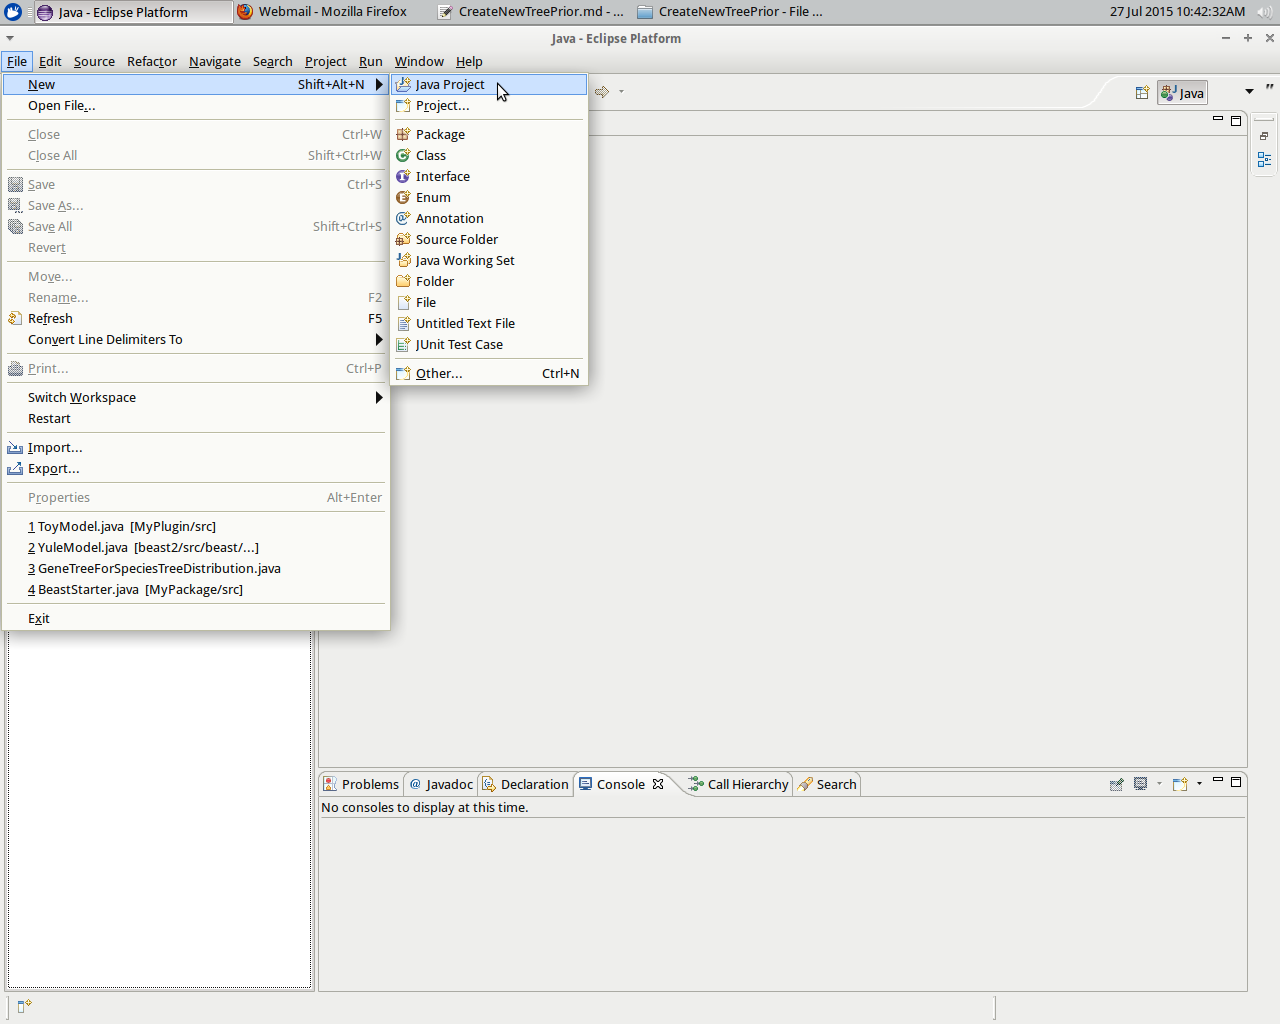 Java - Eclipse Platform
Webmail - Mozilla Firefox
CreateNewTreePrior.md - ...
CreateNewTreePrior - File ...
27 Jul 2015 10:42:32AM
Java - Eclipse Platform
File Edit Source Refactor Navigate Search Project Run Window Help
New Shift+Alt+N
Open File...
Close Ctrl+W
Close All Shift+Ctrl+W
Save Ctrl+S
Save As...
Save All Shift+Ctrl+S
Revert
Move...
Rename... F2
Refresh F5
Convert Line Delimiters To
Print... Ctrl+P
Switch Workspace
Restart
Import...
Export...
Properties Alt+Enter
1 ToyModel.java [MyPlugin/src]
2 YuleModel.java [beast2/src/beast/...]
3 GeneTreeForSpeciesTreeDistribution.java
4 BeastStarter.java [MyPackage/src]
Exit
Java Project
Project...
Package
Class
Interface
Enum
Annotation
Source Folder
Java Working Set
Folder
File
Untitled Text File
JUnit Test Case
Other... Ctrl+N
Java
Problems @ Javadoc Declaration Console Call Hierarchy Search
No consoles to display at this time.